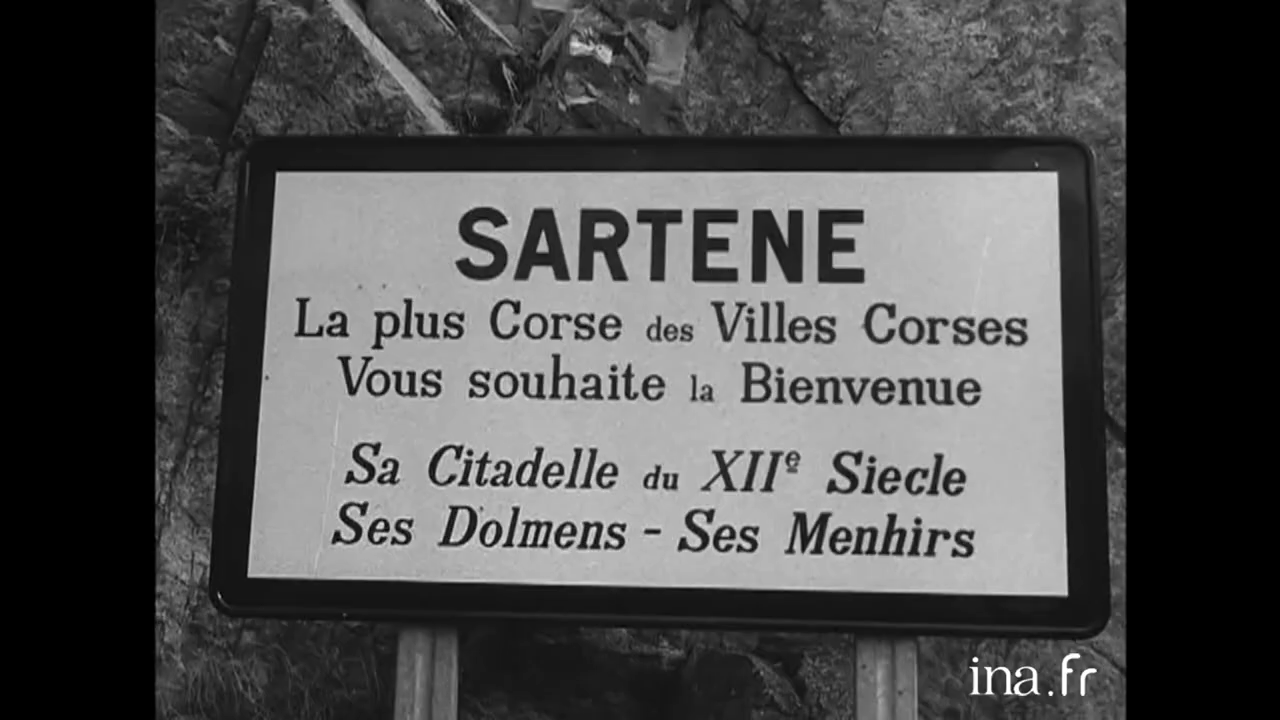 SARTENE
La plus Corse des Villes Corses
Vous souhaite la Bienvenue
Sa Citadelle du XIIe Siecle
Ses Dolmens - Ses Menhirs
ina.fr